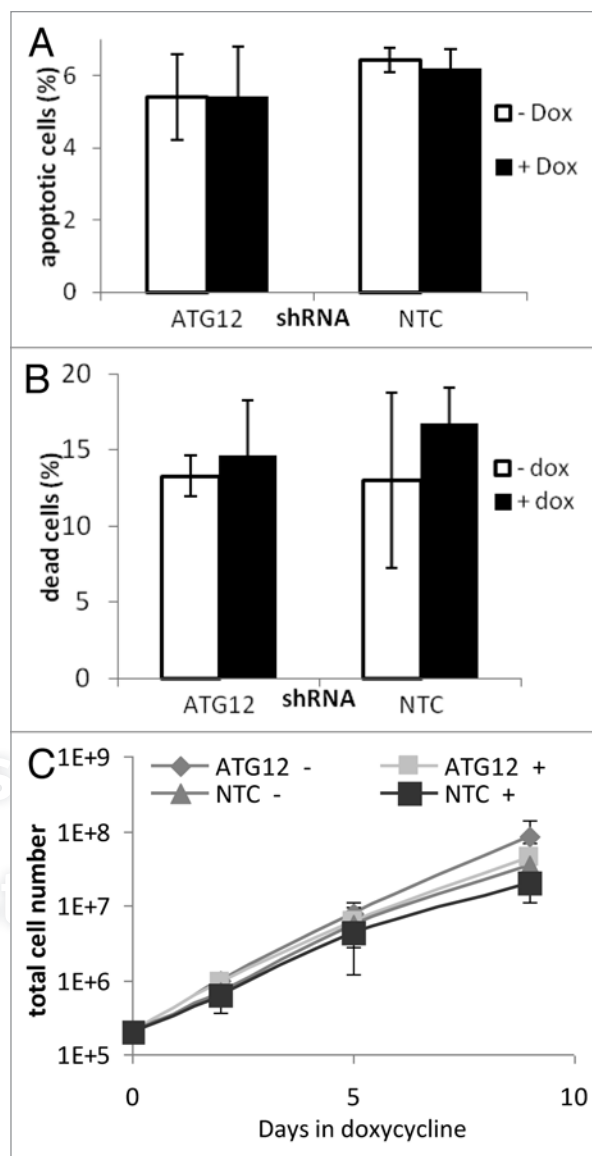 A
apoptotic cells (%)
6
4
2
0
- Dox
+ Dox
ATG12 shRNA NTC
B
dead cells (%)
20
15
10
5
0
- dox
+ dox
ATG12 shRNA NTC
C
total cell number
1E+9
1E+8
1E+7
1E+6
1E+5
ATG12 - ATG12 +
NTC - NTC +
0 5 10
Days in doxycycline